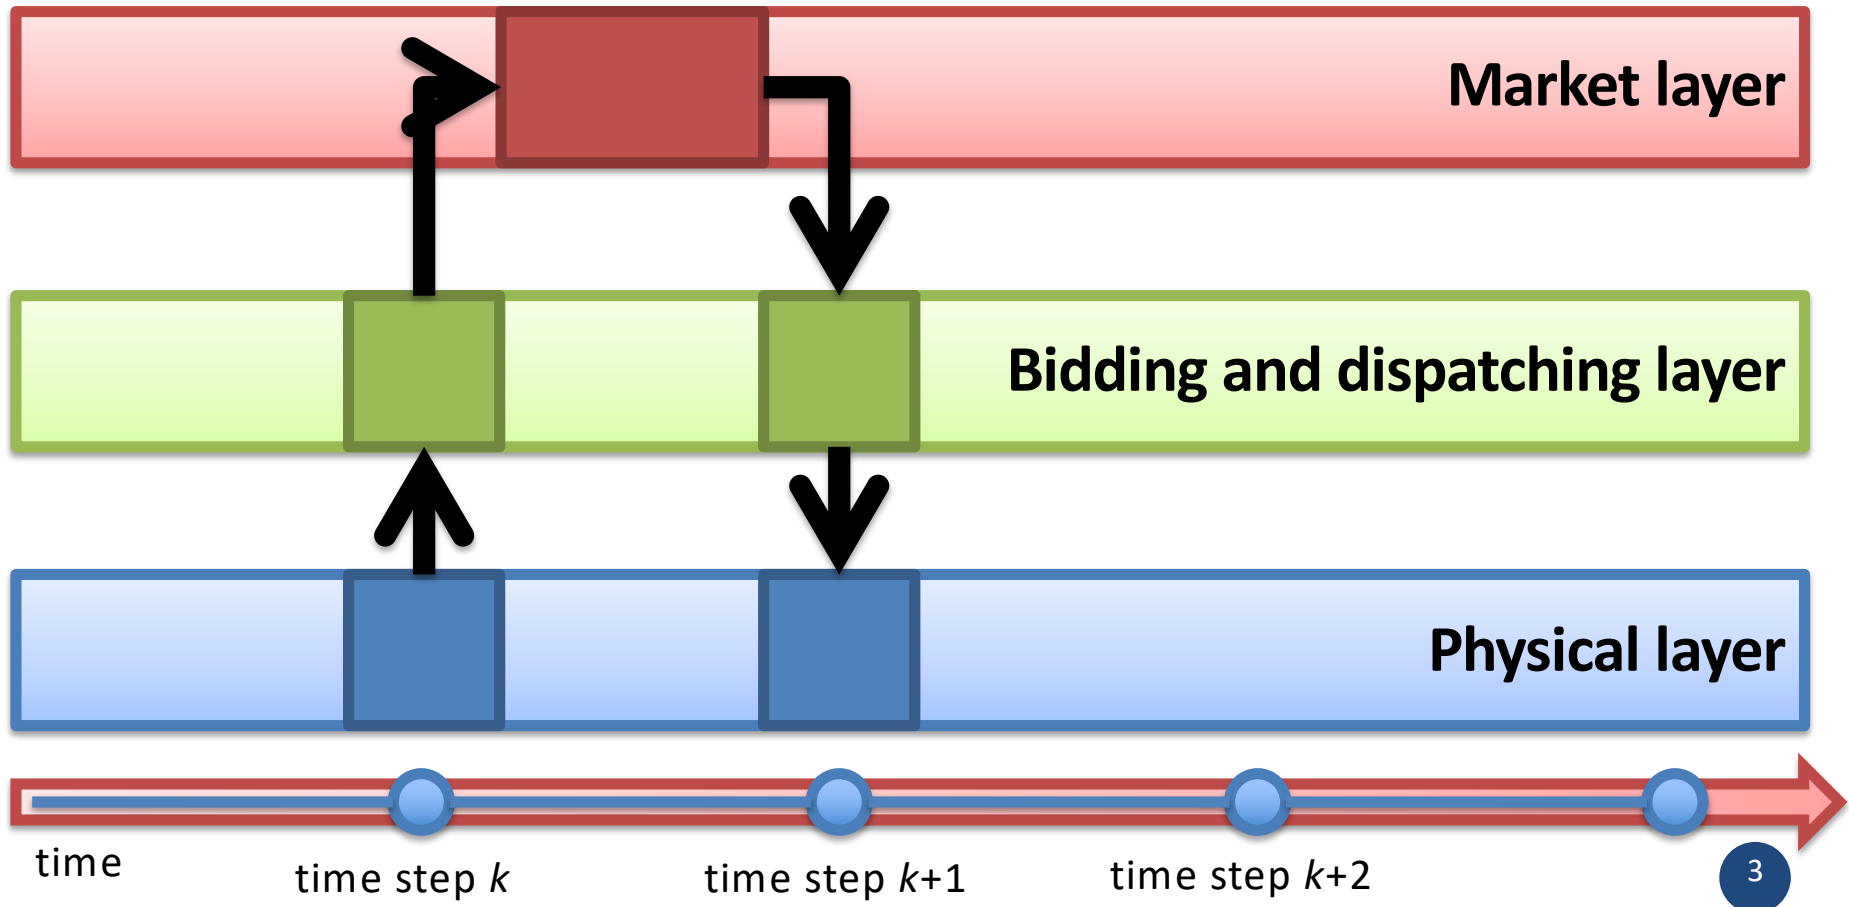 Market layer
Bidding and dispatching layer
Physical layer
time
time step k
time step k+1
time step k+2
3